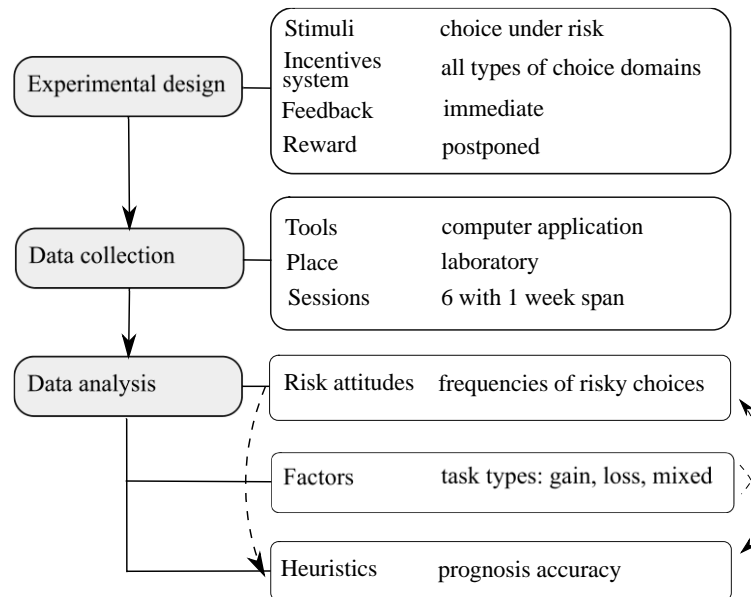 Experimental design
Stimuli choice under risk
Incentives system all types of choice domains
Feedback immediate
Reward postponed
Data collection
Tools computer application
Place laboratory
Sessions 6 with 1 week span
Data analysis
Risk attitudes frequencies of risky choices
Factors task types: gain, loss, mixed
Heuristics prognosis accuracy